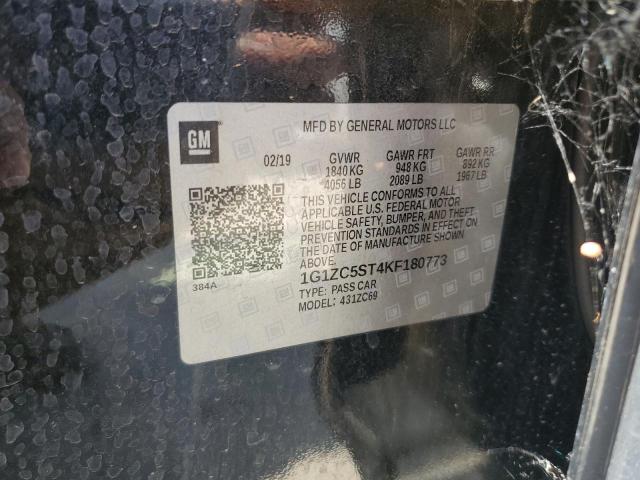 GM
MFD BY GENERAL MOTORS LLC
02/19 GVWR GAWR FRT GAWR RR
1840 KG 948 KG 892 KG
4056 LB 2089 LB 1967 LB
THIS VEHICLE CONFORMS TO ALL
APPLICABLE U.S. FEDERAL MOTOR
VEHICLE SAFETY, BUMPER, AND THEFT
PREVENTION STANDARDS IN EFFECT ON
THE DATE OF MANUFACTURE SHOWN
ABOVE.
384A
1G1ZC5ST4KF180773
TYPE: PASS CAR
MODEL: 431ZC69